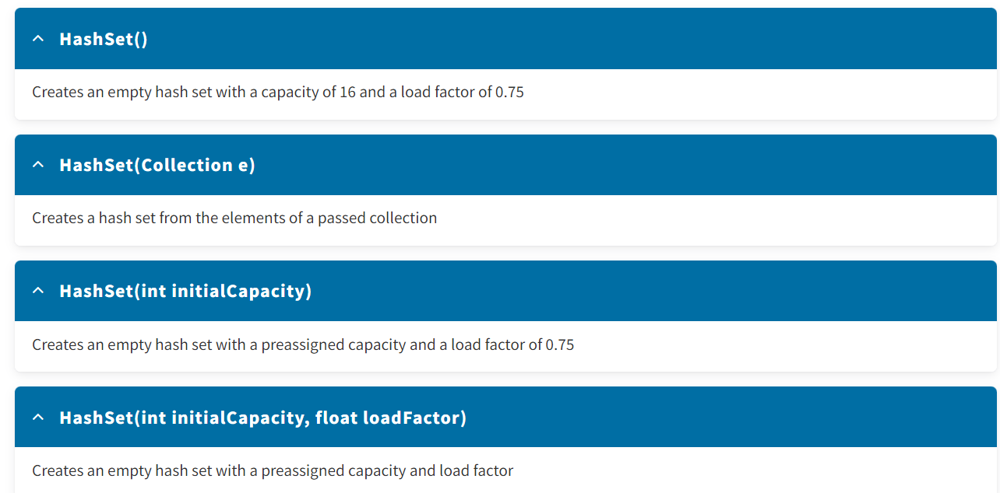 HashSet()
Creates an empty hash set with a capacity of 16 and a load factor of 0.75
HashSet(Collection e)
Creates a hash set from the elements of a passed collection
HashSet(int initialCapacity)
Creates an empty hash set with a preassigned capacity and a load factor of 0.75
HashSet(int initialCapacity, float loadFactor)
Creates an empty hash set with a preassigned capacity and load factor